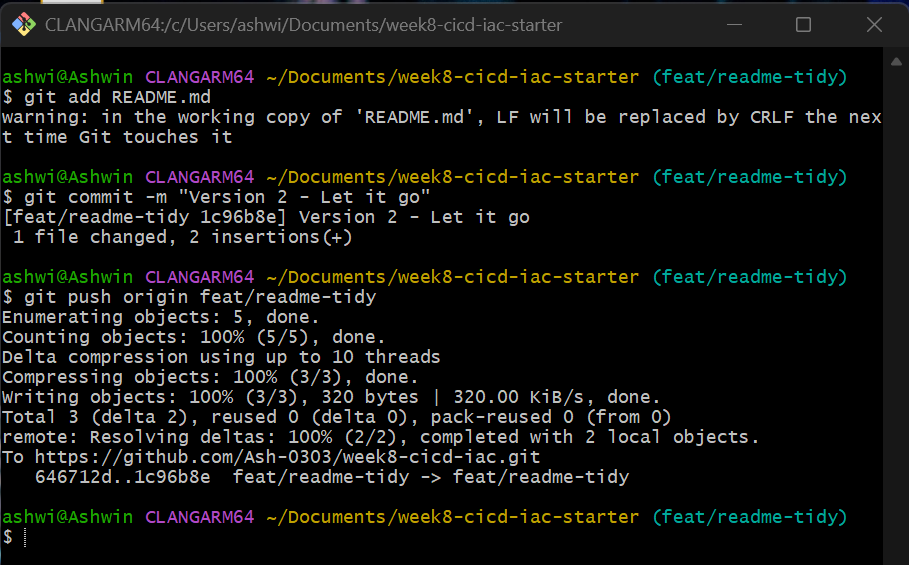 CLANGARM64:/c/Users/ashwi/Documents/week8-cicd-iac-starter
ashwi@Ashwin CLANGARM64 ~/Documents/week8-cicd-iac-starter (feat/readme-tidy)
$ git add README.md
warning: in the working copy of 'README.md', LF will be replaced by CRLF the nex
t time Git touches it
ashwi@Ashwin CLANGARM64 ~/Documents/week8-cicd-iac-starter (feat/readme-tidy)
$ git commit -m "Version 2 - Let it go"
[feat/readme-tidy 1c96b8e] Version 2 - Let it go
 1 file changed, 2 insertions(+)
ashwi@Ashwin CLANGARM64 ~/Documents/week8-cicd-iac-starter (feat/readme-tidy)
$ git push origin feat/readme-tidy
Enumerating objects: 5, done.
Counting objects: 100% (5/5), done.
Delta compression using up to 10 threads
Compressing objects: 100% (3/3), done.
Writing objects: 100% (3/3), 320 bytes | 320.00 KiB/s, done.
Total 3 (delta 2), reused 0 (delta 0), pack-reused 0 (from 0)
remote: Resolving deltas: 100% (2/2), completed with 2 local objects.
To https://github.com/Ash-0303/week8-cicd-iac.git
   646712d..1c96b8e  feat/readme-tidy -> feat/readme-tidy
ashwi@Ashwin CLANGARM64 ~/Documents/week8-cicd-iac-starter (feat/readme-tidy)
$